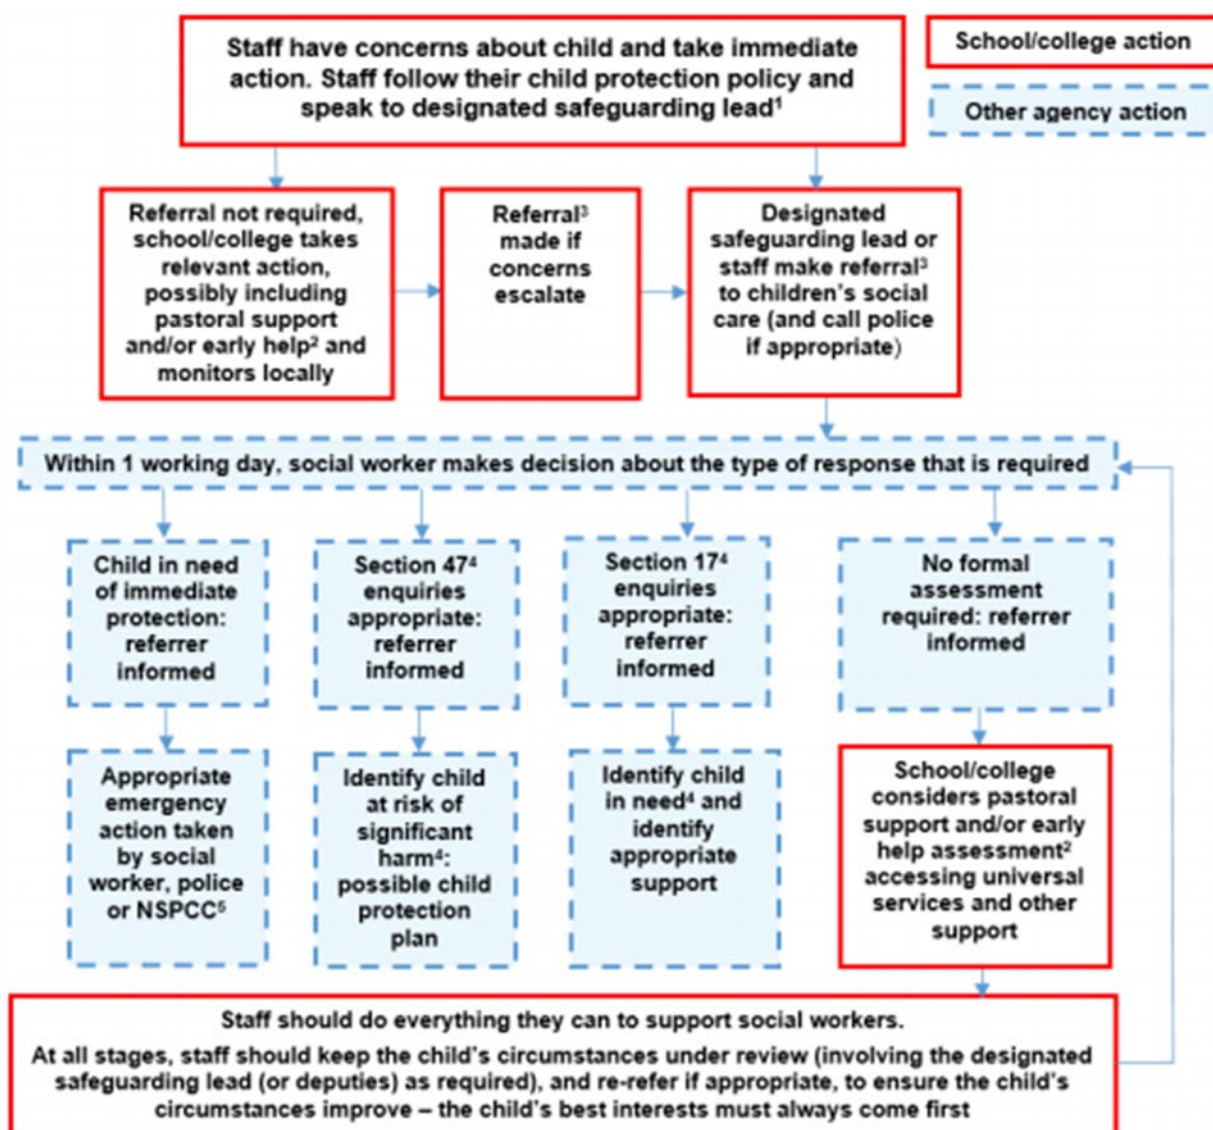 Staff have concerns about child and take immediate
action. Staff follow their child protection policy and
speak to designated safeguarding lead¹
School/college action
Other agency action
Referral not required,
school/college takes
relevant action,
possibly including
pastoral support
and/or early help² and
monitors locally
Referral³
made if
concerns
escalate
Designated
safeguarding lead or
staff make referral³
to children's social
care (and call police
if appropriate)
Within 1 working day, social worker makes decision about the type of response that is required
Child in need
of immediate
protection:
referrer
informed
Section 47⁴
enquiries
appropriate:
referrer
informed
Section 17⁴
enquiries
appropriate:
referrer
informed
No formal
assessment
required: referrer
informed
Appropriate
emergency
action taken
by social
worker, police
or NSPCC⁵
Identify child
at risk of
significant
harm⁴:
possible child
protection
plan
Identify child
in need⁴ and
identify
appropriate
support
School/college
considers pastoral
support and/or early
help assessment²
accessing universal
services and other
support
Staff should do everything they can to support social workers.
At all stages, staff should keep the child's circumstances under review (involving the designated
safeguarding lead (or deputies) as required), and re-refer if appropriate, to ensure the child's
circumstances improve – the child's best interests must always come first